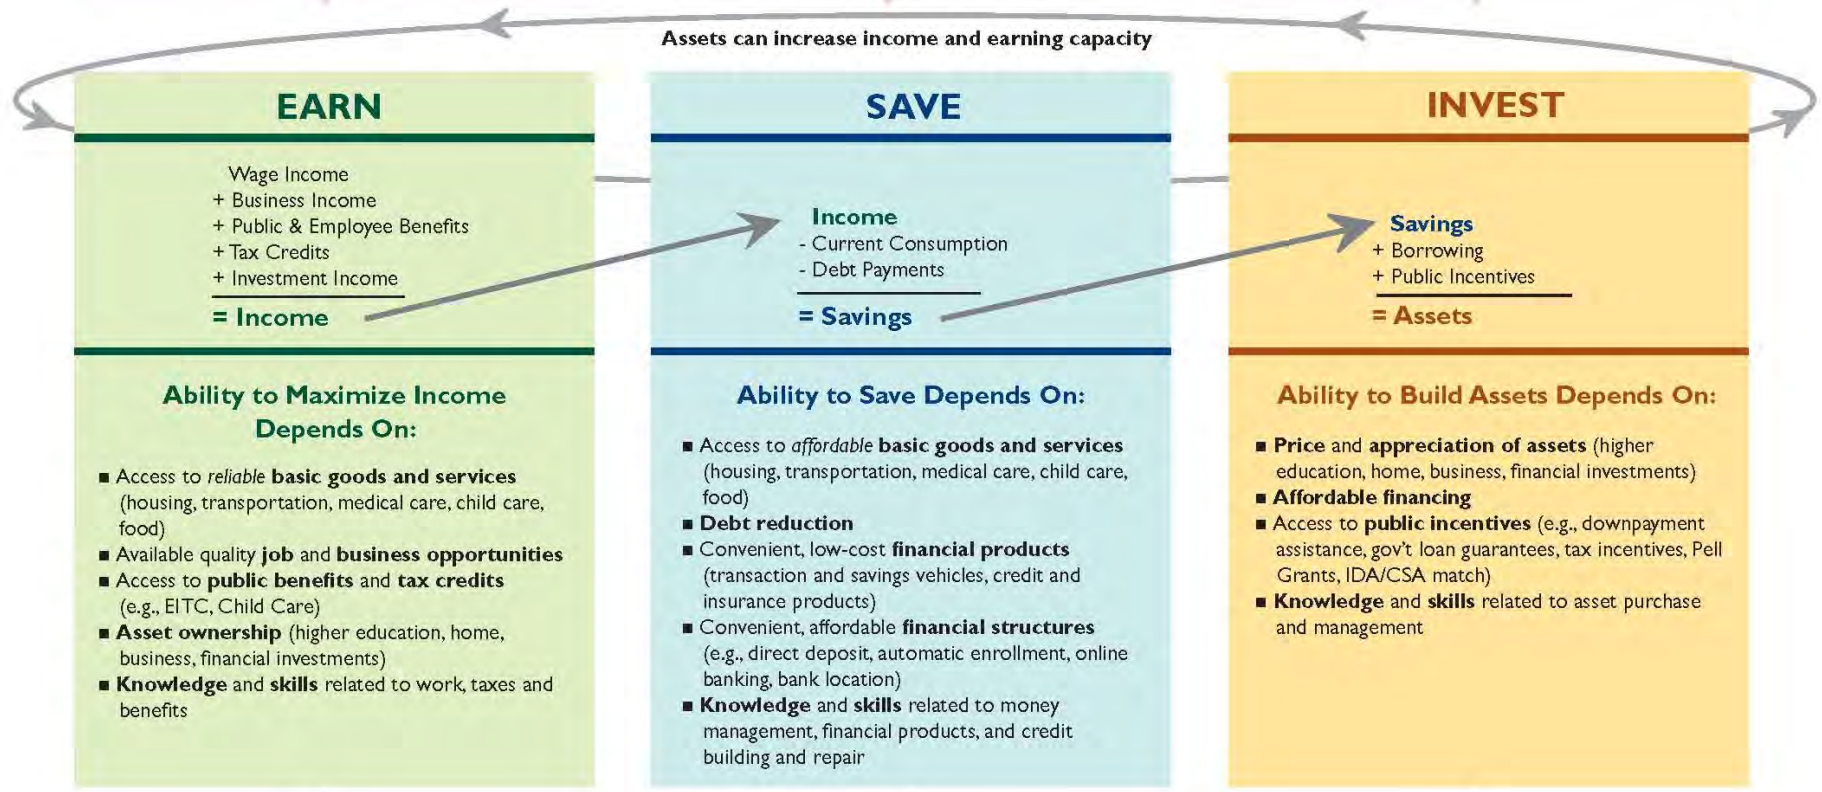 Assets can increase income and earning capacity
EARN
Wage Income
+ Business Income
+ Public & Employee Benefits
+ Tax Credits
+ Investment Income
= Income
Ability to Maximize Income
Depends On:
■ Access to reliable basic goods and services
(housing, transportation, medical care, child care,
food)
■ Available quality job and business opportunities
■ Access to public benefits and tax credits
(e.g., EITC, Child Care)
■ Asset ownership (higher education, home,
business, financial investments)
■ Knowledge and skills related to work, taxes and
benefits
SAVE
Income
- Current Consumption
- Debt Payments
= Savings
Ability to Save Depends On:
■ Access to affordable basic goods and services
(housing, transportation, medical care, child care,
food)
■ Debt reduction
■ Convenient, low-cost financial products
(transaction and savings vehicles, credit and
insurance products)
■ Convenient, affordable financial structures
(e.g., direct deposit, automatic enrollment, online
banking, bank location)
■ Knowledge and skills related to money
management, financial products, and credit
building and repair
INVEST
Savings
+ Borrowing
+ Public Incentives
= Assets
Ability to Build Assets Depends On:
■ Price and appreciation of assets (higher
education, home, business, financial investments)
■ Affordable financing
■ Access to public incentives (e.g., downpayment
assistance, gov't loan guarantees, tax incentives, Pell
Grants, IDA/CSA match)
■ Knowledge and skills related to asset purchase
and management